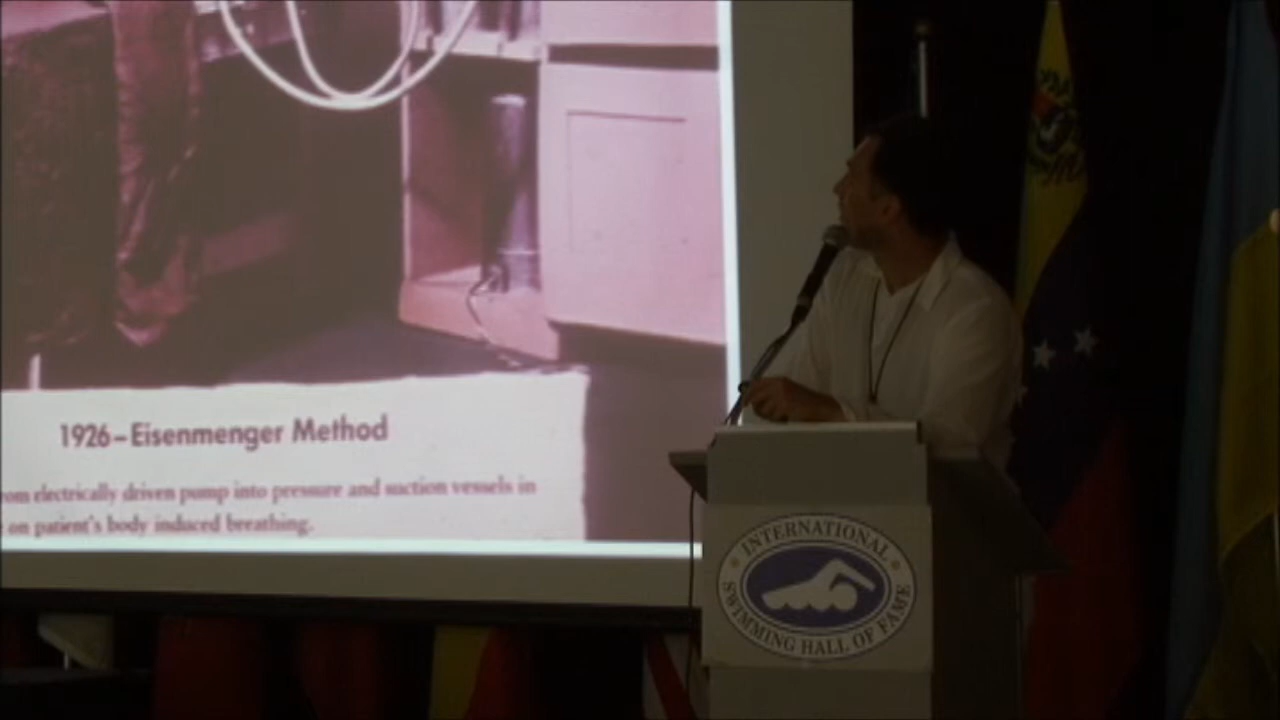 1926-Eisenmenger Method
electrically driven pump into pressure and suction vessels in
on patient's body induced breathing.
INTERNATIONAL
SWIMMING HALL OF FAME